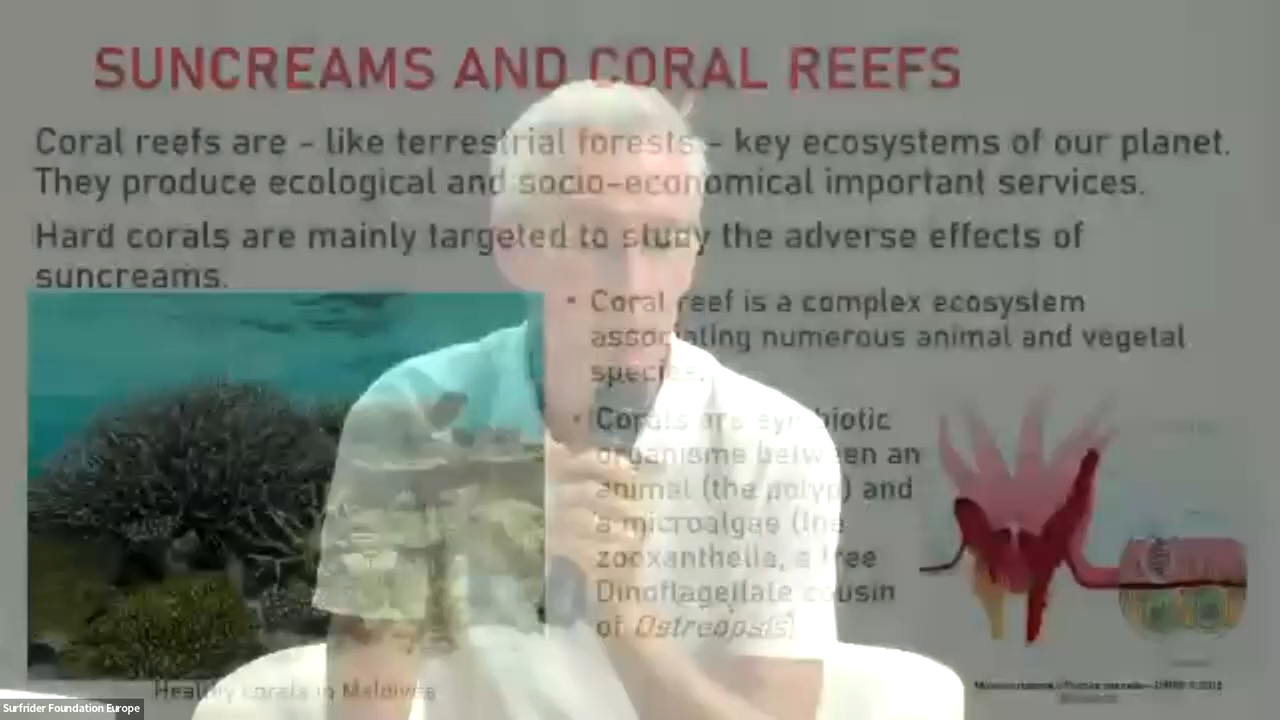 SUNCREAMS AND CORAL REEFS
Coral reefs are - like terrestrial forests - key ecosystems of our planet.
They produce ecological and socio-economical important services.
Hard corals are mainly targeted to study the adverse effects of
suncreams.
• Coral reef is a complex ecosystem
associating numerous animal and vegetal
species.
• Corals are symbiotic
organisms between an
animal (the polyp) and
a microalgae (the
zooxanthella, a free
Dinoflagellate cousin
of Ostreopsis)
Healthy corals in Maldives
Surfrider Foundation Europe